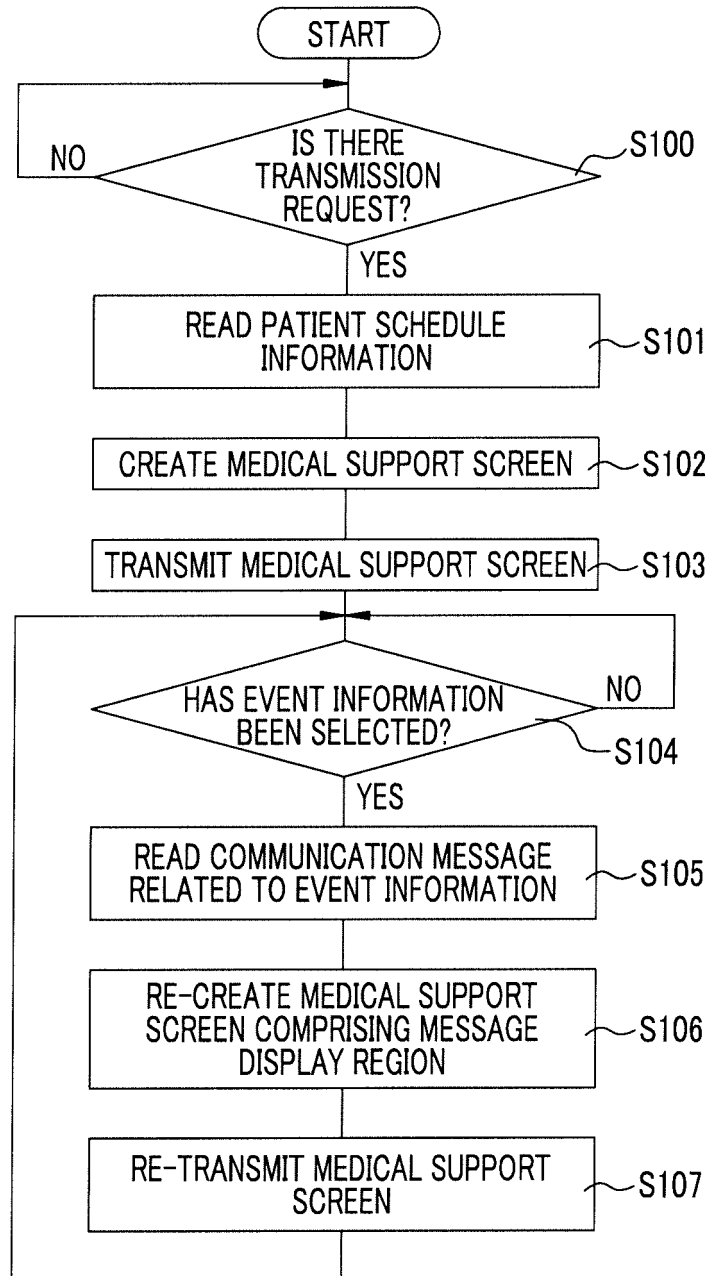 START
IS THERE
TRANSMISSION
REQUEST?
S100
NO
YES
READ PATIENT SCHEDULE
INFORMATION
S101
CREATE MEDICAL SUPPORT SCREEN
S102
TRANSMIT MEDICAL SUPPORT SCREEN
S103
HAS EVENT INFORMATION
BEEN SELECTED?
NO
S104
YES
READ COMMUNICATION MESSAGE
RELATED TO EVENT INFORMATION
S105
RE-CREATE MEDICAL SUPPORT
SCREEN COMPRISING MESSAGE
DISPLAY REGION
S106
RE-TRANSMIT MEDICAL SUPPORT
SCREEN
S107